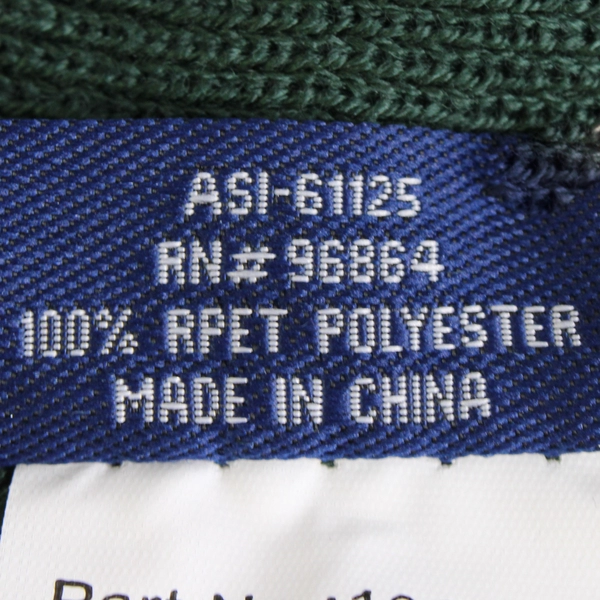 ASI-61125
RN# 96864
100% RPET POLYESTER
MADE IN CHINA